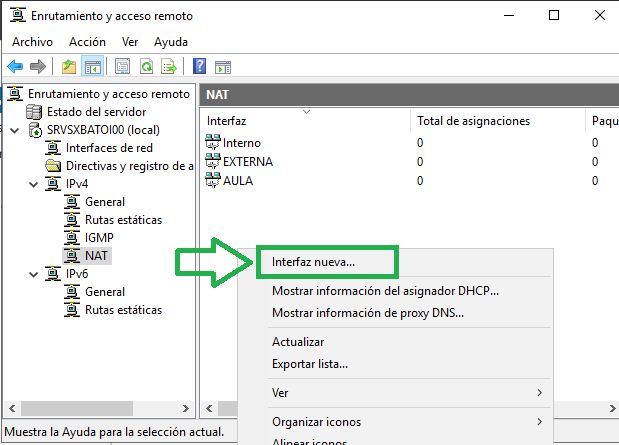 Enrutamiento y acceso remoto
Archivo Acción Ver Ayuda
Enrutamiento y acceso remoto
Estado del servidor
SRVSXBATOI00 (local)
Interfaces de red
Directivas y registro de a
IPv4
General
Rutas estáticas
IGMP
NAT
IPv6
General
Rutas estáticas
NAT
Interfaz Total de asignaciones Paqu
Interno 0 0
EXTERNA 0 0
AULA 0 0
Interfaz nueva...
Mostrar información del asignador DHCP...
Mostrar información de proxy DNS...
Actualizar
Exportar lista...
Ver
Organizar iconos
Alinear iconos
Muestra la Ayuda para la selección actual.